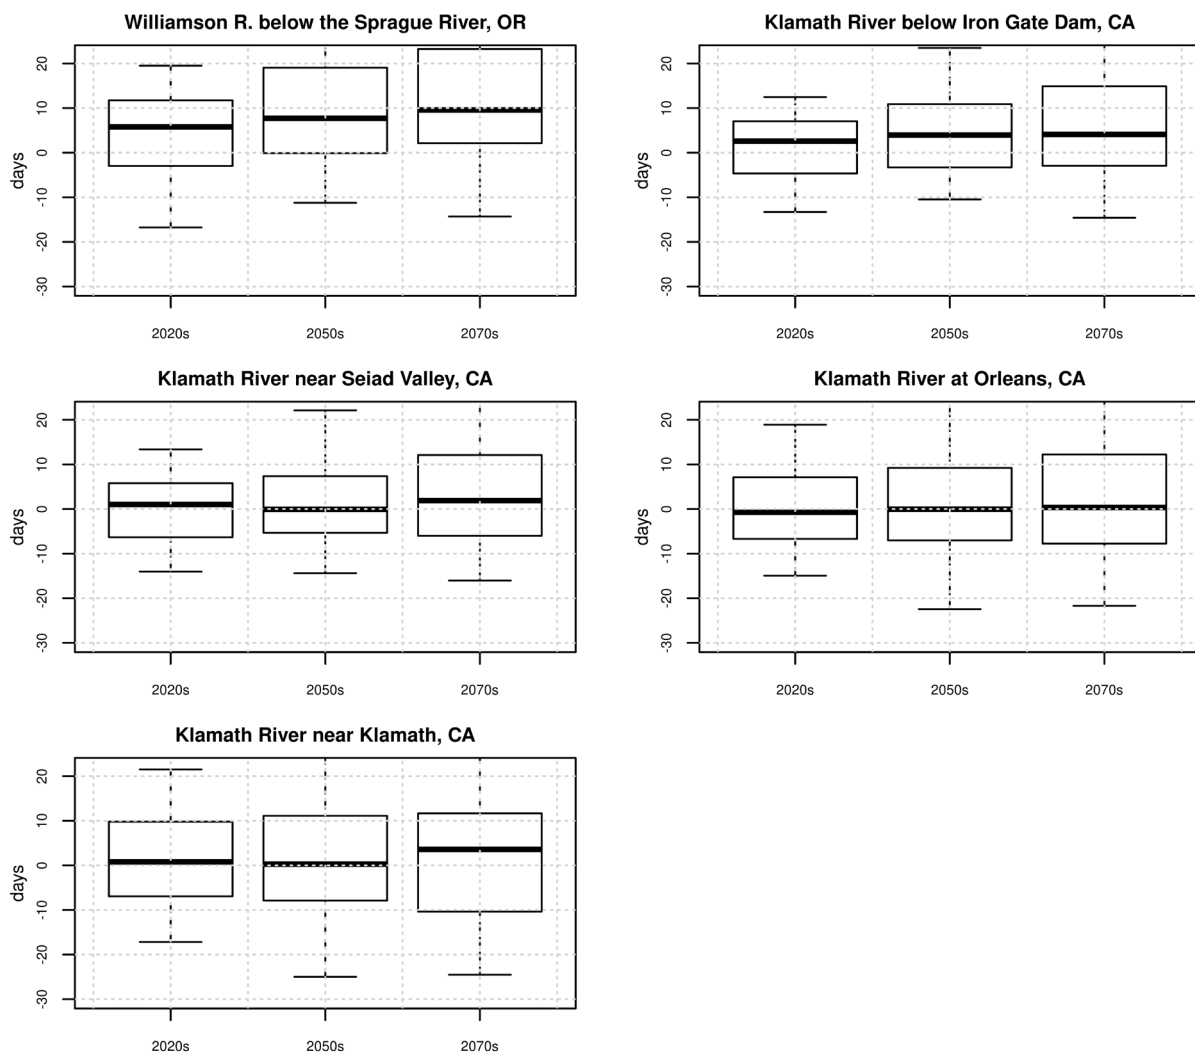 Williamson R. below the Sprague River, OR
days
20
10
0
-10
-20
-30
2020s 2050s 2070s
Klamath River below Iron Gate Dam, CA
days
20
10
0
-10
-20
-30
2020s 2050s 2070s
Klamath River near Seiad Valley, CA
days
20
10
0
-10
-20
-30
2020s 2050s 2070s
Klamath River at Orleans, CA
days
20
10
0
-10
-20
-30
2020s 2050s 2070s
Klamath River near Klamath, CA
days
20
10
0
-10
-20
-30
2020s 2050s 2070s